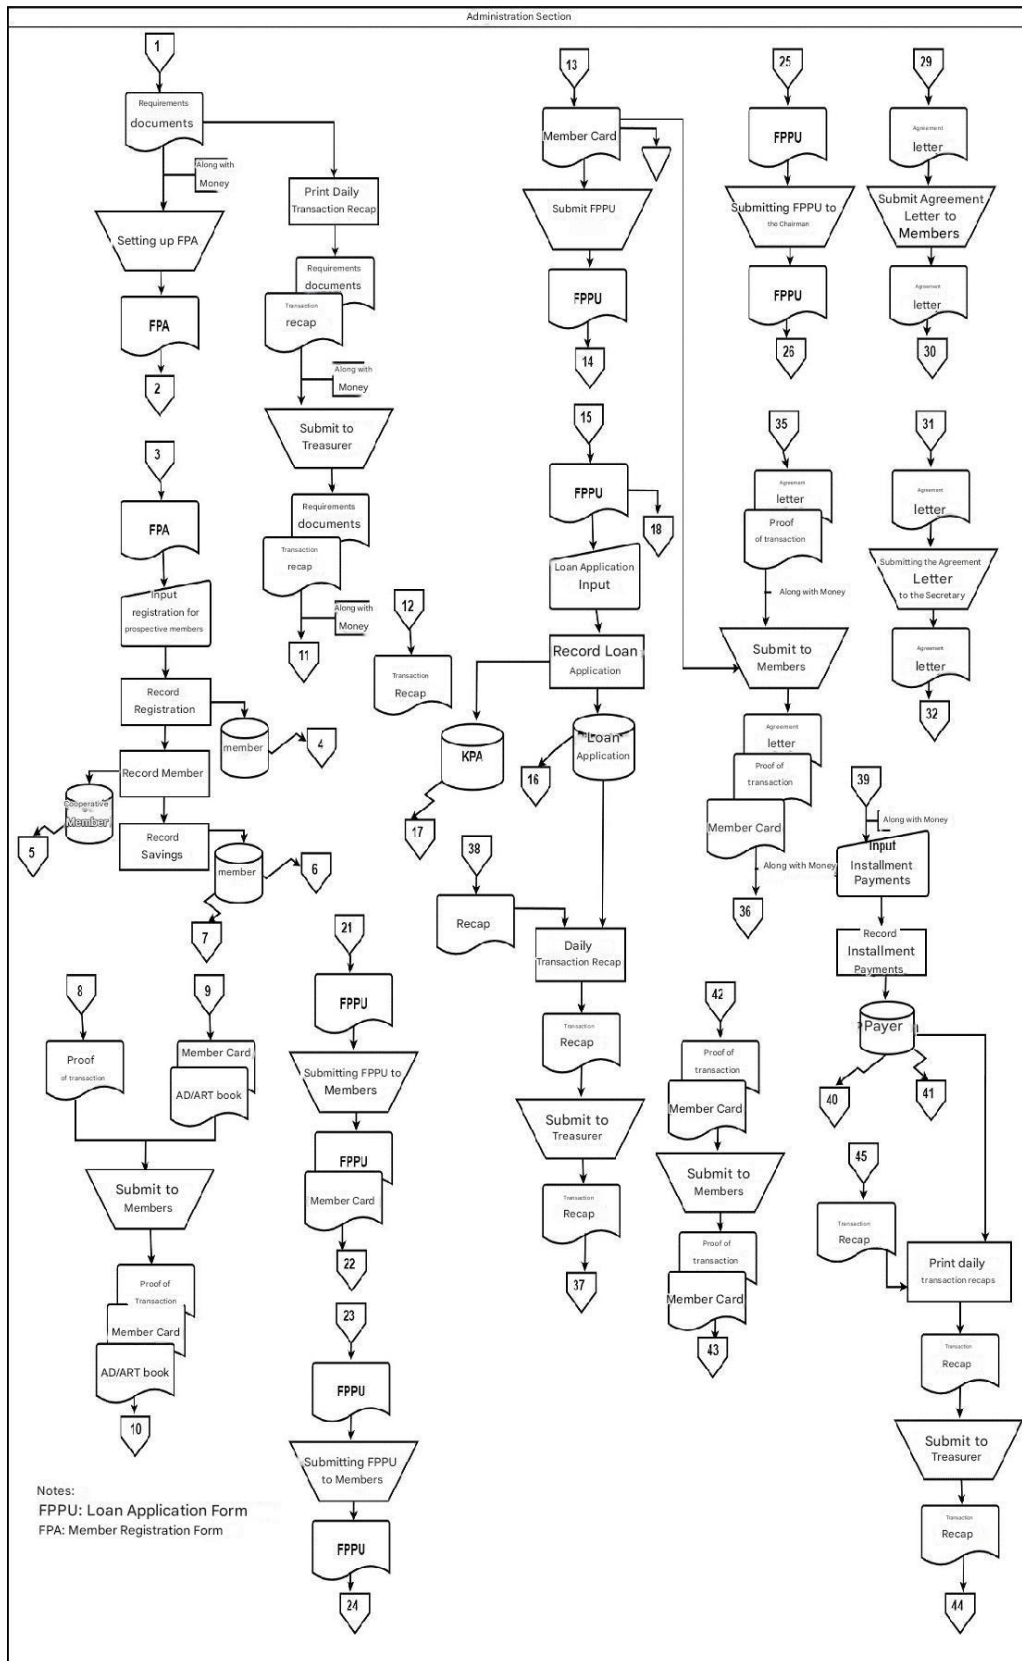 Administration Section
1
Requirements
documents
Along with
Money
Setting up FPA
FPA
2
Print Daily
Transaction Recap
Requirements
documents
Transaction
recap
Along with
Money
Submit to
Treasurer
Requirements
documents
Transaction
recap
Along with
Money
11
3
FPA
Input
registration for
prospective members
Record
Registration
member
4
Record Member
Cooperative
Member
5
Record
Savings
member
6
7
8
Proof
of transaction
9
Member Card
AD/ART book
Submit to
Members
Proof of
Transaction
Member Card
AD/ART book
10
12
Transaction
Recap
13
Member Card
Submit FPPU
FPPU
14
15
FPPU
18
Loan Application
Input
Record Loan
Application
KPA
17
Loan
Application
16
38
Recap
Daily
Transaction Recap
Transaction
Recap
Submit to
Treasurer
Transaction
Recap
37
21
FPPU
Submitting FPPU to
Members
FPPU
Member Card
22
23
FPPU
Submitting FPPU
to Members
FPPU
24
25
FPPU
Submitting FPPU to
the Chairman
FPPU
26
29
Agreement
letter
Submit Agreement
Letter to
Members
Agreement
letter
30
35
Agreement
letter
Proof
of transaction
Along with Money
Submit to
Members
Agreement
letter
Proof of
transaction
Member Card
Along with Money
36
31
Agreement
letter
Submitting the Agreement
Letter
to the Secretary
Agreement
letter
32
39
Along with Money
Input
Installment
Payments
Record
Installment
Payments
Payer
40
41
42
Proof of
transaction
Member Card
Submit to
Members
Proof of
transaction
Member Card
43
45
Transaction
Recap
Print daily
transaction recaps
Transaction
Recap
Submit to
Treasurer
Transaction
Recap
44
Notes:
FPPU: Loan Application Form
FPA: Member Registration Form